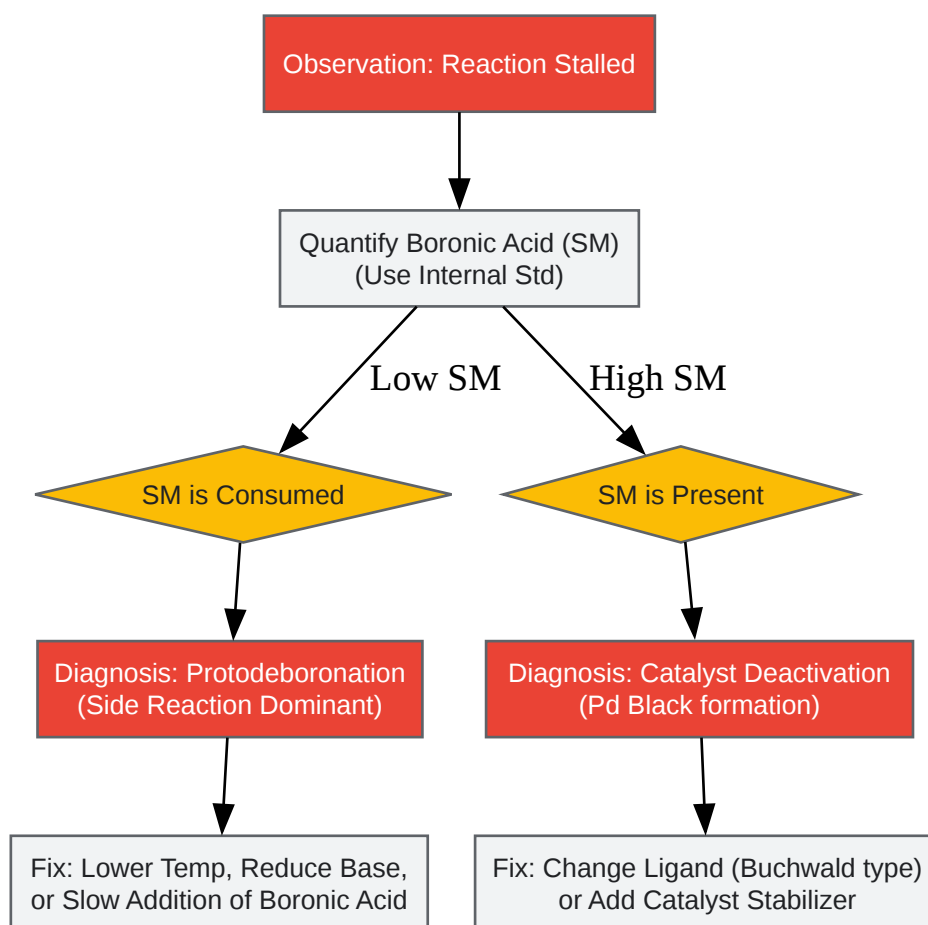 Observation: Reaction Stalled
Quantify Boronic Acid (SM)
(Use Internal Std)
Low SM
High SM
SM is Consumed
SM is Present
Diagnosis: Protodeboronation
(Side Reaction Dominant)
Diagnosis: Catalyst Deactivation
(Pd Black formation)
Fix: Lower Temp, Reduce Base,
or Slow Addition of Boronic Acid
Fix: Change Ligand (Buchwald type)
or Add Catalyst Stabilizer